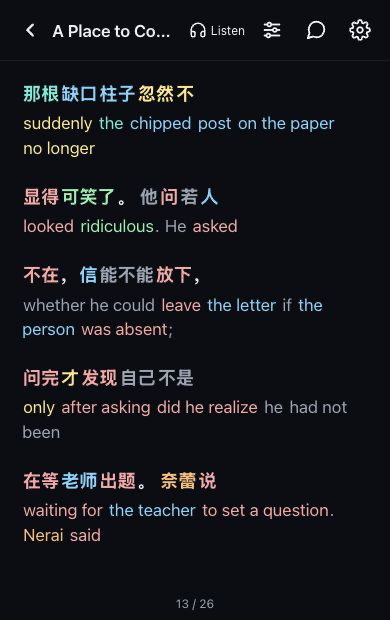 A Place to Co...
Listen
那根缺口柱子忽然不
suddenly the chipped post on the paper
no longer
显得可笑了。他问若人
looked ridiculous. He asked
不在，信能不能放下，
whether he could leave the letter if the
person was absent;
问完才发现自己不是
only after asking did he realize he had not
been
在等老师出题。奈蕾说
waiting for the teacher to set a question.
Nerai said
13 / 26